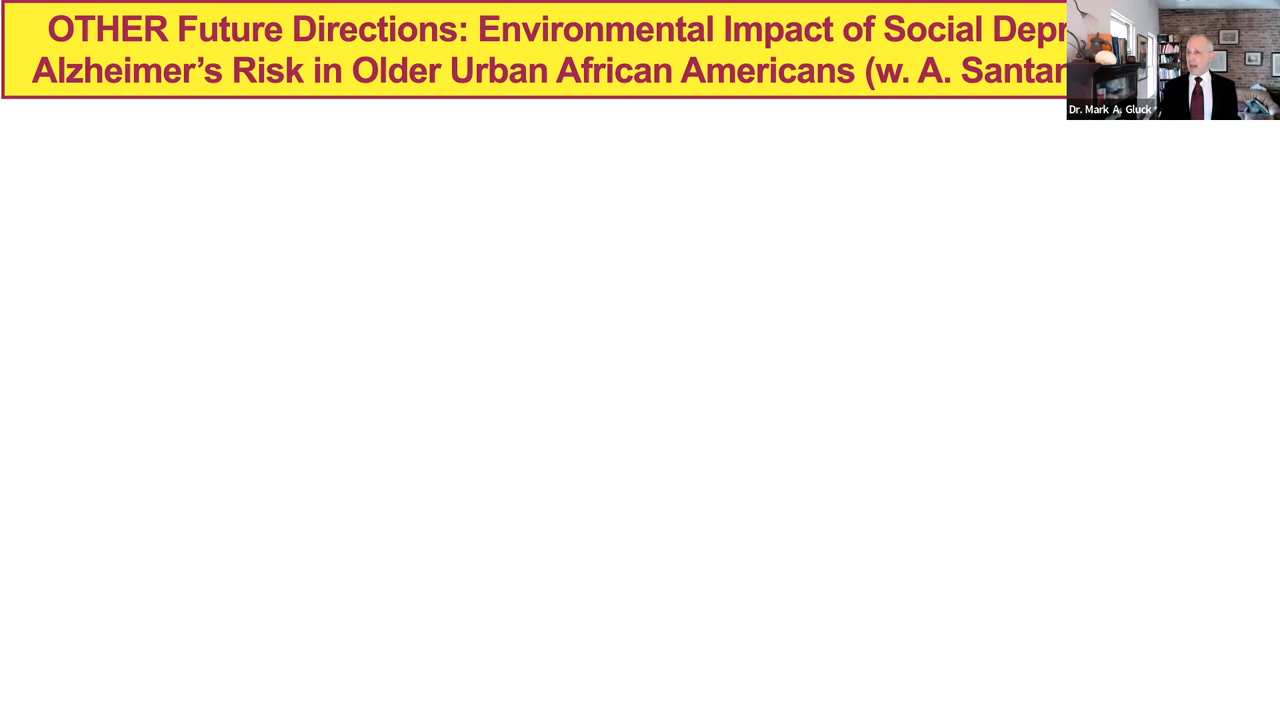 OTHER Future Directions: Environmental Impact of Social Depr
Alzheimer's Risk in Older Urban African Americans (w. A. Santar
Dr. Mark A. Gluck